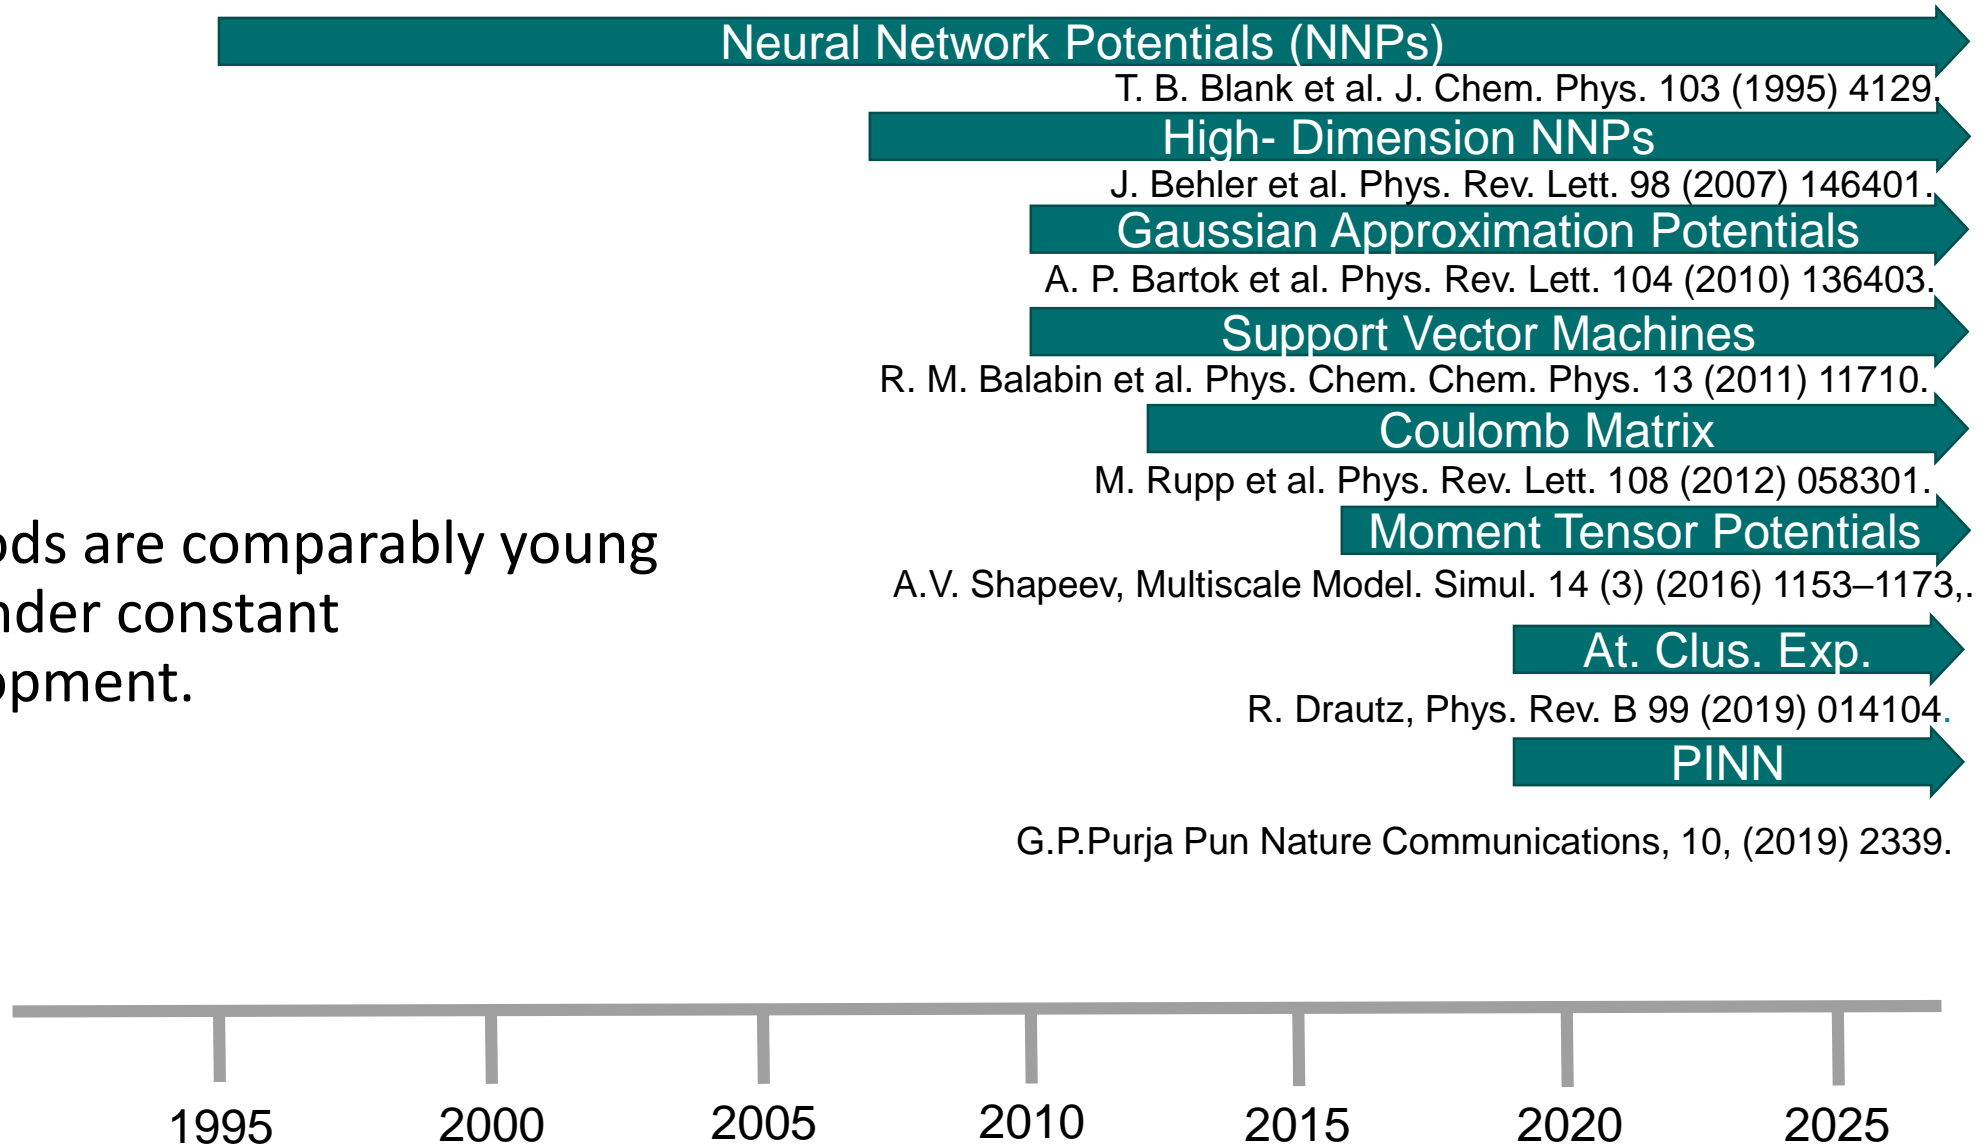 Neural Network Potentials (NNPs)
T. B. Blank et al. J. Chem. Phys. 103 (1995) 4129.
High- Dimension NNPs
J. Behler et al. Phys. Rev. Lett. 98 (2007) 146401.
Gaussian Approximation Potentials
A. P. Bartok et al. Phys. Rev. Lett. 104 (2010) 136403.
Support Vector Machines
R. M. Balabin et al. Phys. Chem. Chem. Phys. 13 (2011) 11710.
Coulomb Matrix
M. Rupp et al. Phys. Rev. Lett. 108 (2012) 058301.
Moment Tensor Potentials
A.V. Shapeev, Multiscale Model. Simul. 14 (3) (2016) 1153–1173,.
At. Clus. Exp.
R. Drautz, Phys. Rev. B 99 (2019) 014104.
PINN
G.P.Purja Pun Nature Communications, 10, (2019) 2339.
ods are comparably young
nder constant
opment.
1995 2000 2005 2010 2015 2020 2025